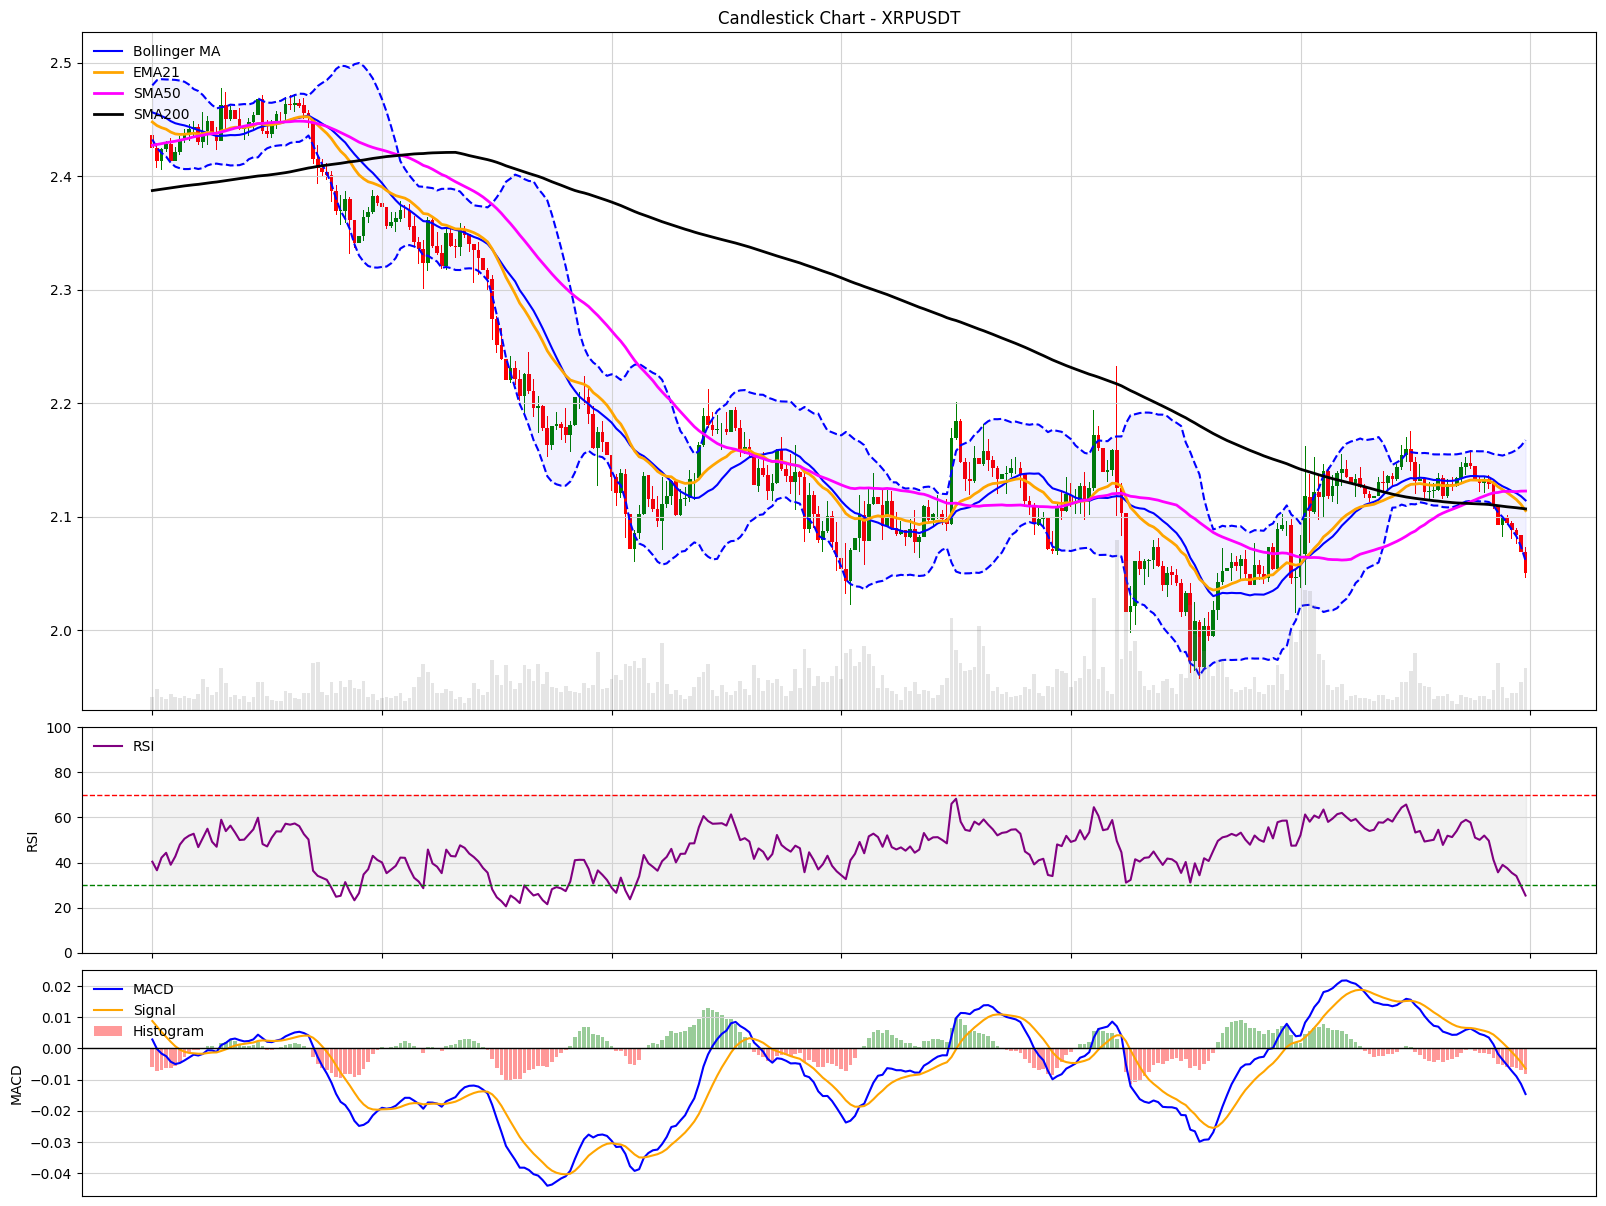 Candlestick Chart - XRPUSDT
Bollinger MA
EMA21
SMA50
SMA200
2.5
2.4
2.3
2.2
2.1
2.0
RSI
RSI
100
80
60
40
20
0
MACD
Signal
Histogram
MACD
0.02
0.01
0.00
−0.01
−0.02
−0.03
−0.04